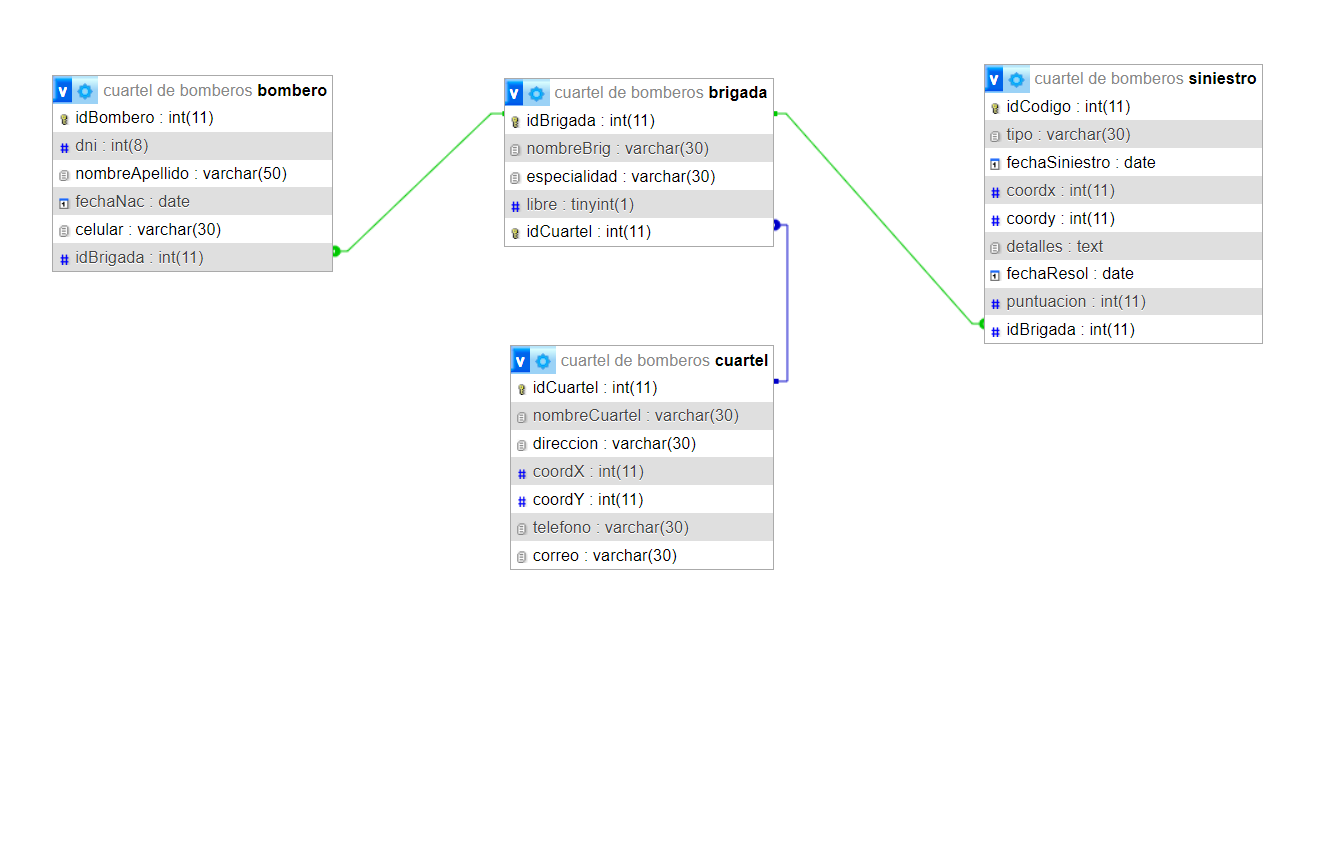 v cuartel de bomberos bombero
idBombero : int(11)
# dni : int(8)
nombreApellido : varchar(50)
fechaNac : date
celular : varchar(30)
# idBrigada : int(11)
v cuartel de bomberos brigada
idBrigada : int(11)
nombreBrig : varchar(30)
especialidad : varchar(30)
# libre : tinyint(1)
idCuartel : int(11)
v cuartel de bomberos siniestro
idCodigo : int(11)
tipo : varchar(30)
fechaSiniestro : date
# coordx : int(11)
# coordy : int(11)
detalles : text
fechaResol : date
# puntuacion : int(11)
# idBrigada : int(11)
v cuartel de bomberos cuartel
idCuartel : int(11)
nombreCuartel : varchar(30)
direccion : varchar(30)
# coordX : int(11)
# coordY : int(11)
telefono : varchar(30)
correo : varchar(30)